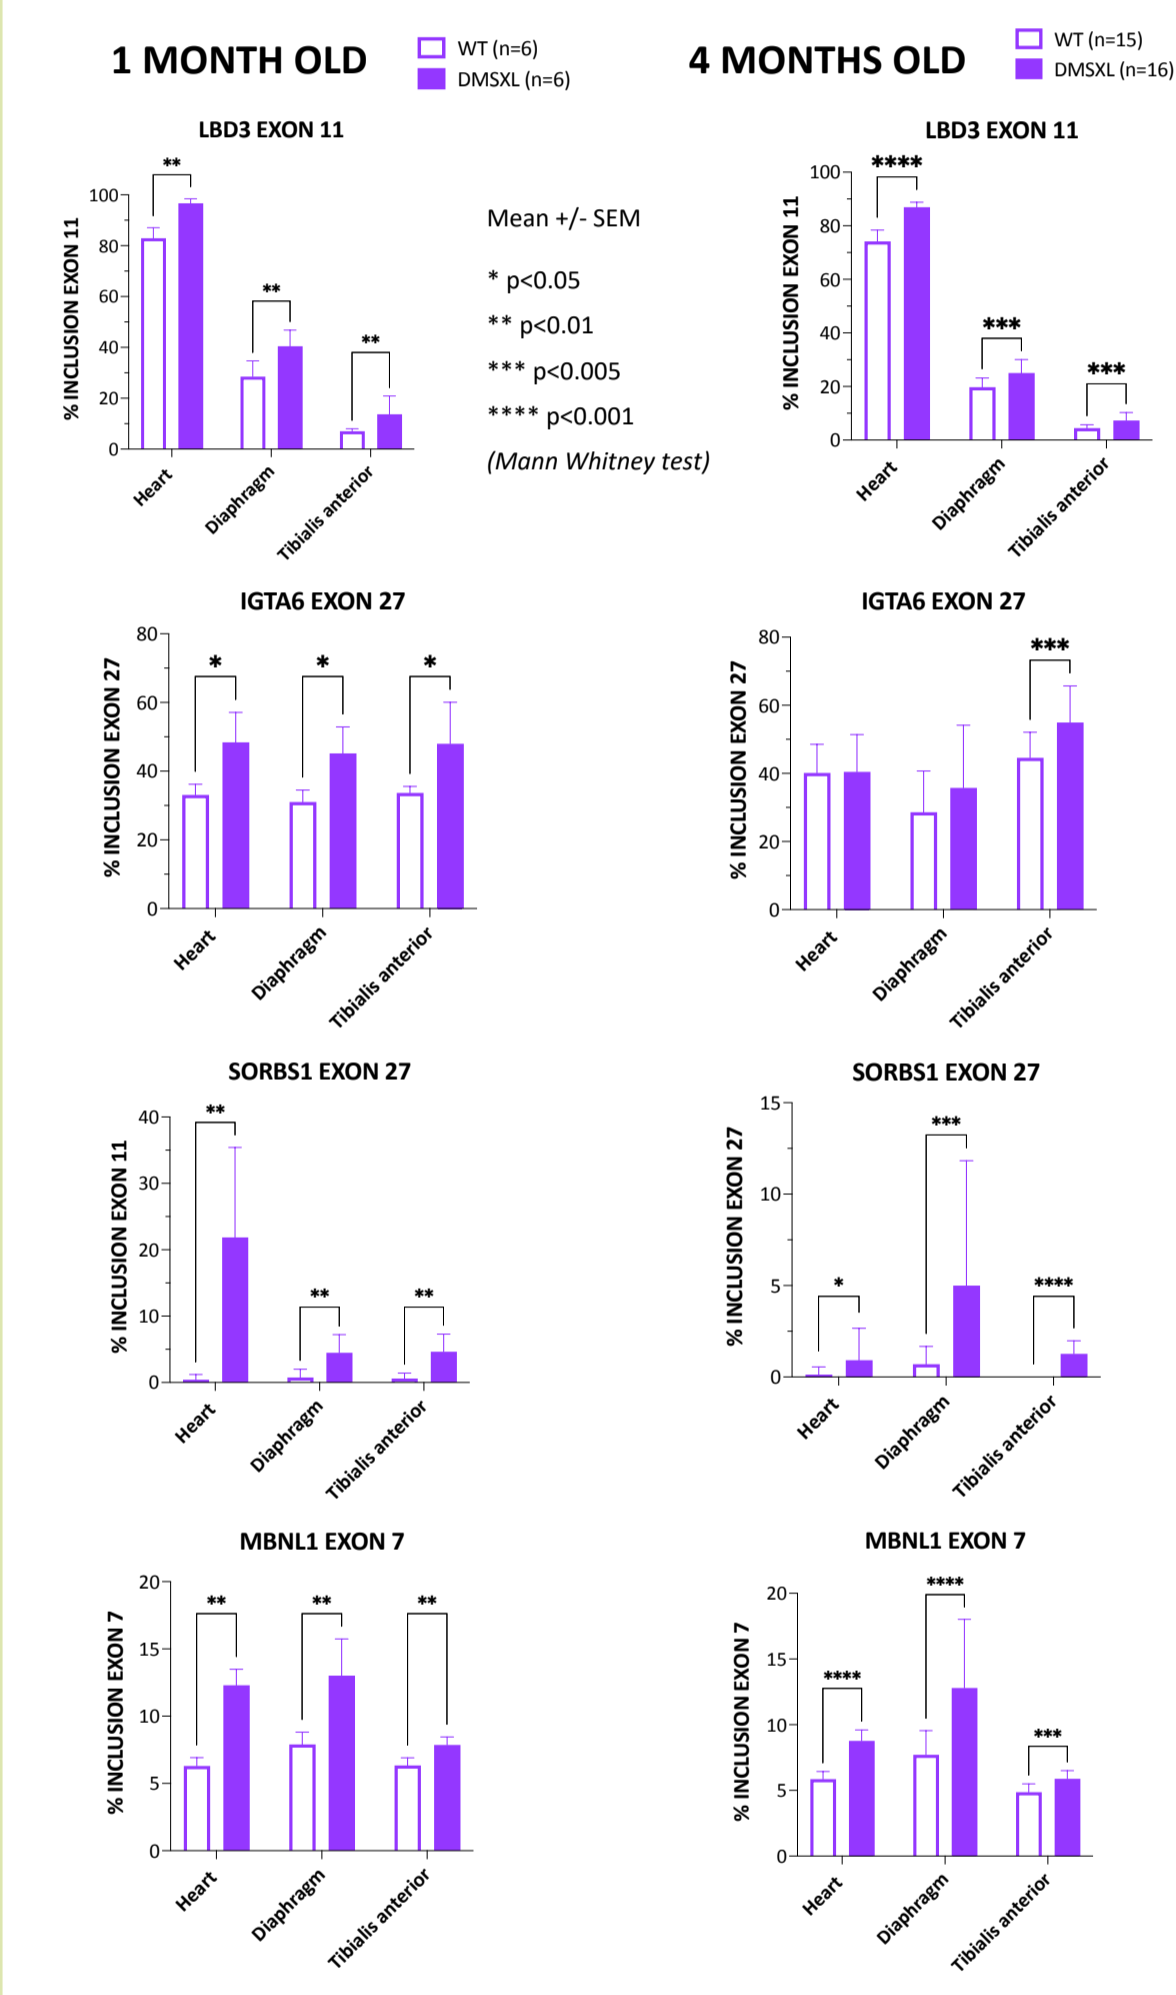 1 MONTH OLD
WT (n=6)
DMSXL (n=6)
4 MONTHS OLD
WT (n=15)
DMSXL (n=16)
LBD3 EXON 11
% INCLUSION EXON 11
100
80
60
40
20
0
**
**
**
Heart
Diaphragm
Tibialis anterior
Mean +/- SEM
* p<0.05
** p<0.01
*** p<0.005
**** p<0.001
(Mann Whitney test)
LBD3 EXON 11
% INCLUSION EXON 11
100
80
60
40
20
0
****
***
***
Heart
Diaphragm
Tibialis anterior
IGTA6 EXON 27
% INCLUSION EXON 27
80
60
40
20
0
*
*
*
Heart
Diaphragm
Tibialis anterior
IGTA6 EXON 27
% INCLUSION EXON 27
80
60
40
20
0
***
Heart
Diaphragm
Tibialis anterior
SORBS1 EXON 27
% INCLUSION EXON 11
40
30
20
10
0
**
**
**
Heart
Diaphragm
Tibialis anterior
SORBS1 EXON 27
% INCLUSION EXON 27
15
10
5
0
*
***
****
Heart
Diaphragm
Tibialis anterior
MBNL1 EXON 7
% INCLUSION EXON 7
20
15
10
5
0
**
**
**
Heart
Diaphragm
Tibialis anterior
MBNL1 EXON 7
% INCLUSION EXON 7
20
15
10
5
0
****
****
***
Heart
Diaphragm
Tibialis anterior